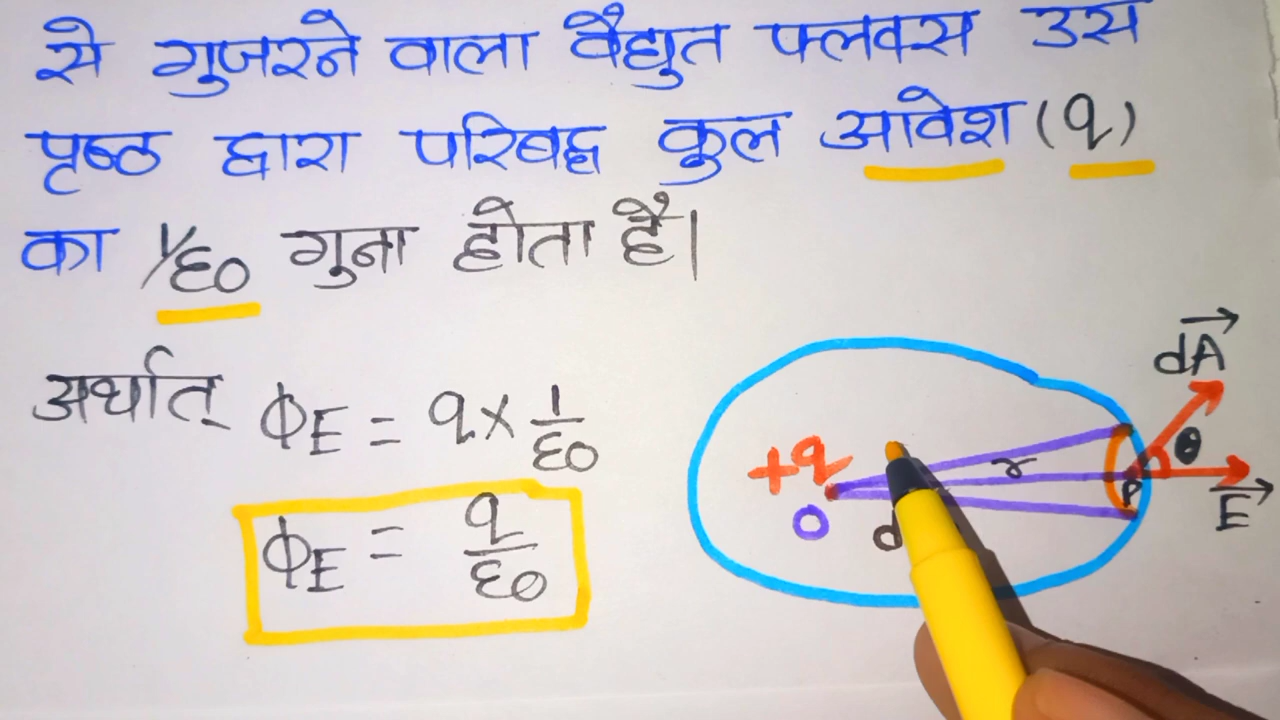 से गुजरने वाला वैद्युत फ्लक्स उस
पृष्ठ द्वारा परिबद्ध कुल आवेश (q)
का 1/ε0 गुना होता है।
अर्थात् ΦE = q × 1/ε0
ΦE = q/ε0
dA→
θ
+q
r
P
E→
O
d